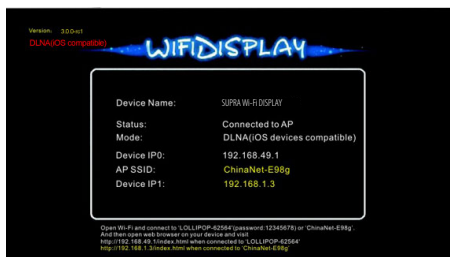 Version: 3.0.0-rc1
DLNA(iOS compatible)
WIFIDISPLAY
Device Name: SUPRA Wi-Fi DISPLAY
Status: Connected to AP
Mode: DLNA(iOS devices compatible)
Device IP0: 192.168.49.1
AP SSID: ChinaNet-E98g
Device IP1: 192.168.1.3
Open Wi-Fi and connect to 'LOLLIPOP-62564'(password:12345678) or 'ChinaNet-E98g'.
And then open web browser on your device and visit
http://192.168.49.1/index.html when connected to 'LOLLIPOP-62564'
http://192.168.1.3/index.html when connected to 'ChinaNet-E98g'